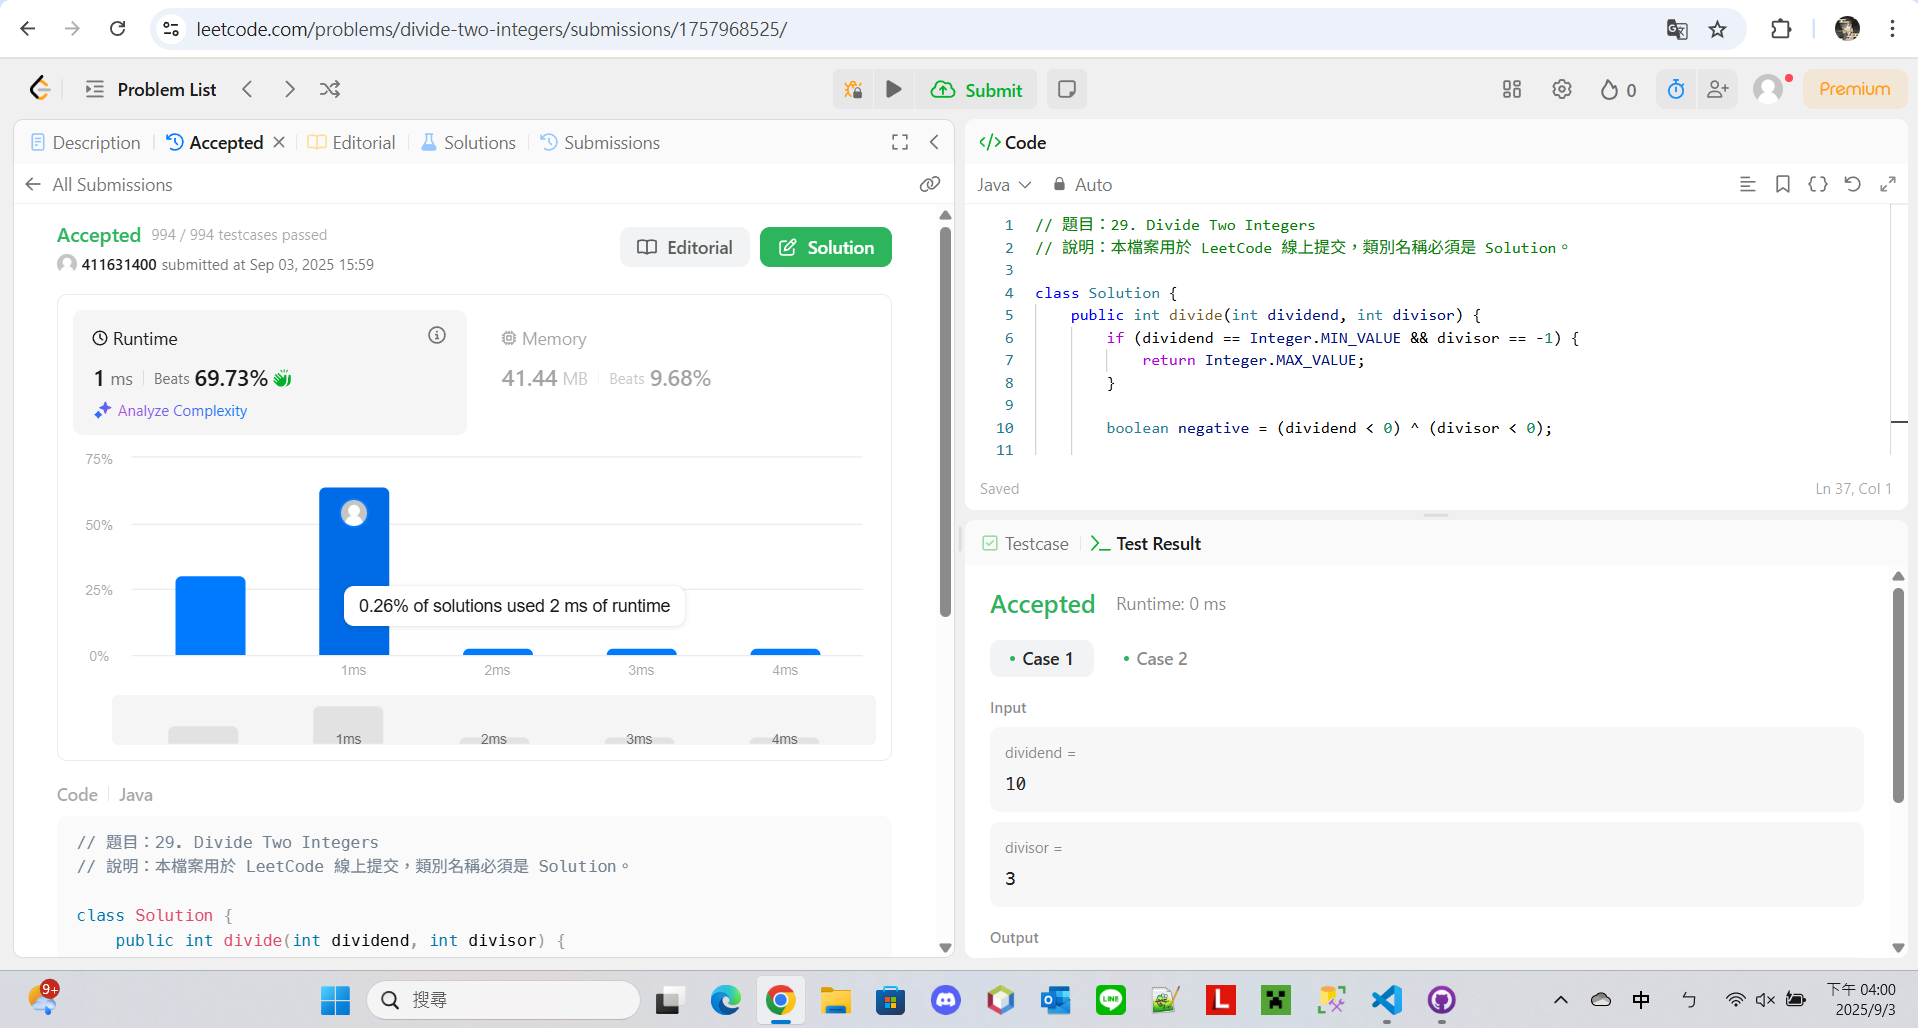 leetcode.com/problems/divide-two-integers/submissions/1757968525/
Problem List
Submit
0
Premium
Description
Accepted
Editorial
Solutions
Submissions
All Submissions
Accepted 994 / 994 testcases passed
411631400 submitted at Sep 03, 2025 15:59
Editorial
Solution
Runtime
1 ms Beats 69.73%
Analyze Complexity
Memory
41.44 MB Beats 9.68%
75%
50%
25%
0%
0.26% of solutions used 2 ms of runtime
1ms 2ms 3ms 4ms
1ms 2ms 3ms 4ms
Code Java
// 題目：29. Divide Two Integers
// 說明：本檔案用於 LeetCode 線上提交，類別名稱必須是 Solution。
class Solution {
public int divide(int dividend, int divisor) {
</> Code
Java Auto
1 // 題目：29. Divide Two Integers
2 // 說明：本檔案用於 LeetCode 線上提交，類別名稱必須是 Solution。
3
4 class Solution {
5 public int divide(int dividend, int divisor) {
6 if (dividend == Integer.MIN_VALUE && divisor == -1) {
7 return Integer.MAX_VALUE;
8 }
9
10 boolean negative = (dividend < 0) ^ (divisor < 0);
11
Saved
Ln 37, Col 1
Testcase
Test Result
Accepted Runtime: 0 ms
Case 1
Case 2
Input
dividend =
10
divisor =
3
Output
9+
搜尋
LINE
L
中
ㄅ
下午 04:00
2025/9/3